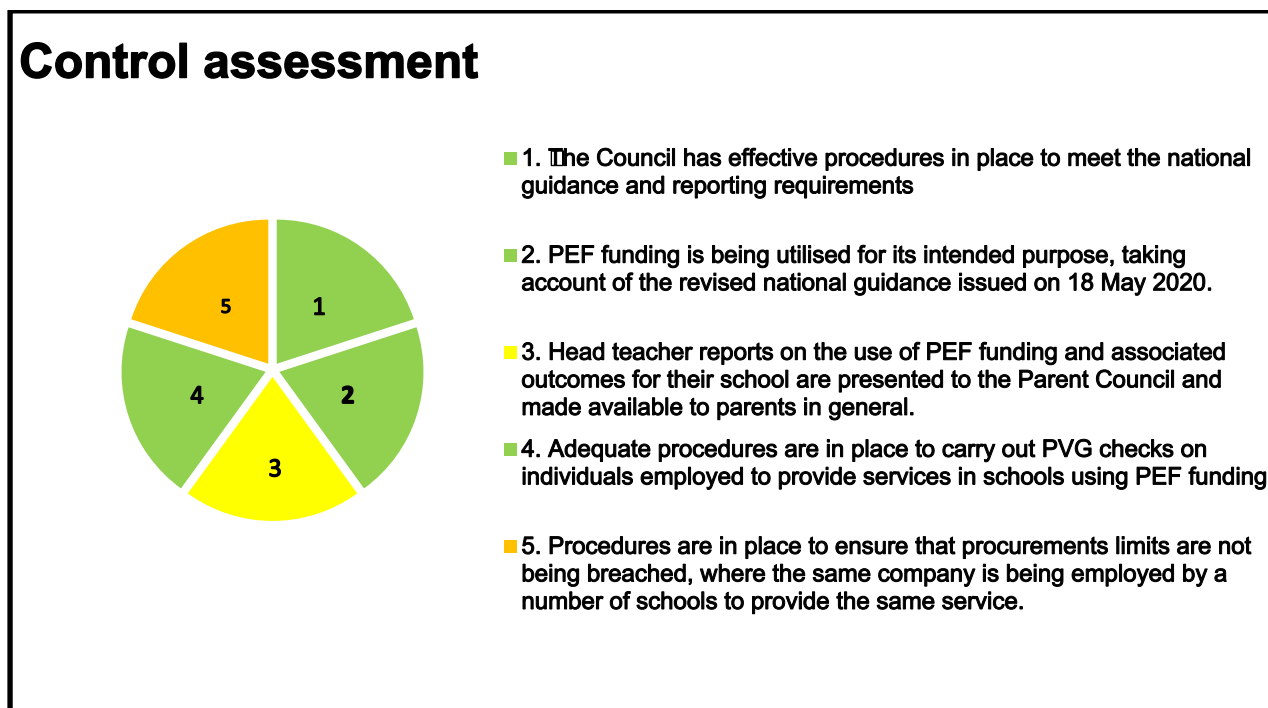 Control assessment
1. The Council has effective procedures in place to meet the national
guidance and reporting requirements
2. PEF funding is being utilised for its intended purpose, taking
account of the revised national guidance issued on 18 May 2020.
3. Head teacher reports on the use of PEF funding and associated
outcomes for their school are presented to the Parent Council and
made available to parents in general.
4. Adequate procedures are in place to carry out PVG checks on
individuals employed to provide services in schools using PEF funding
5. Procedures are in place to ensure that procurements limits are not
being breached, where the same company is being employed by a
number of schools to provide the same service.
5
1
4
2
3